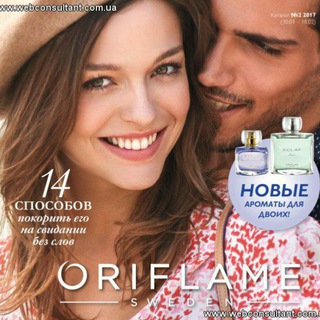 www.webconsultant.com.ua
Каталог №2 2017
14
СПОСОБОВ
покорить его
на свидании
без слов
НОВЫЕ
АРОМАТЫ ДЛЯ
ДВОИХ!
ORIFLAME
SWEDEN
www.webconsultant.com.ua